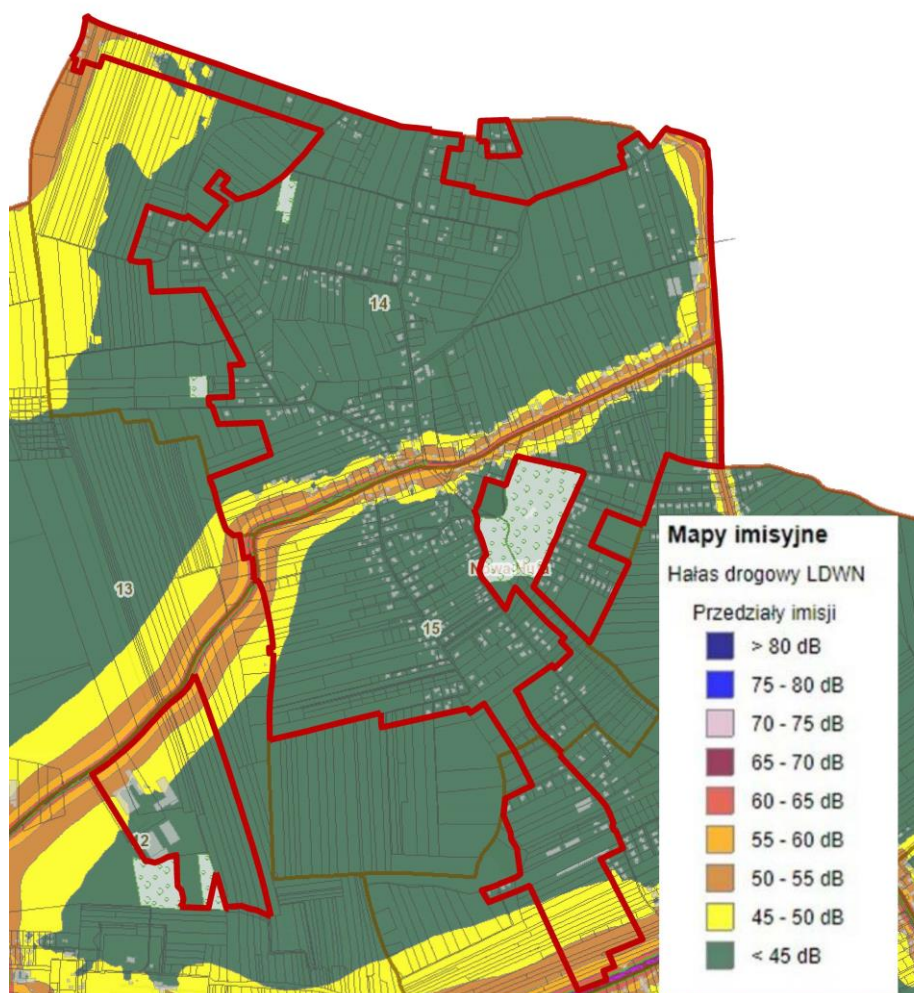 14
13
15
12
Mapy imisyjne
Hałas drogowy LDWN
Przedziały imisji
> 80 dB
75 - 80 dB
70 - 75 dB
65 - 70 dB
60 - 65 dB
55 - 60 dB
50 - 55 dB
45 - 50 dB
< 45 dB